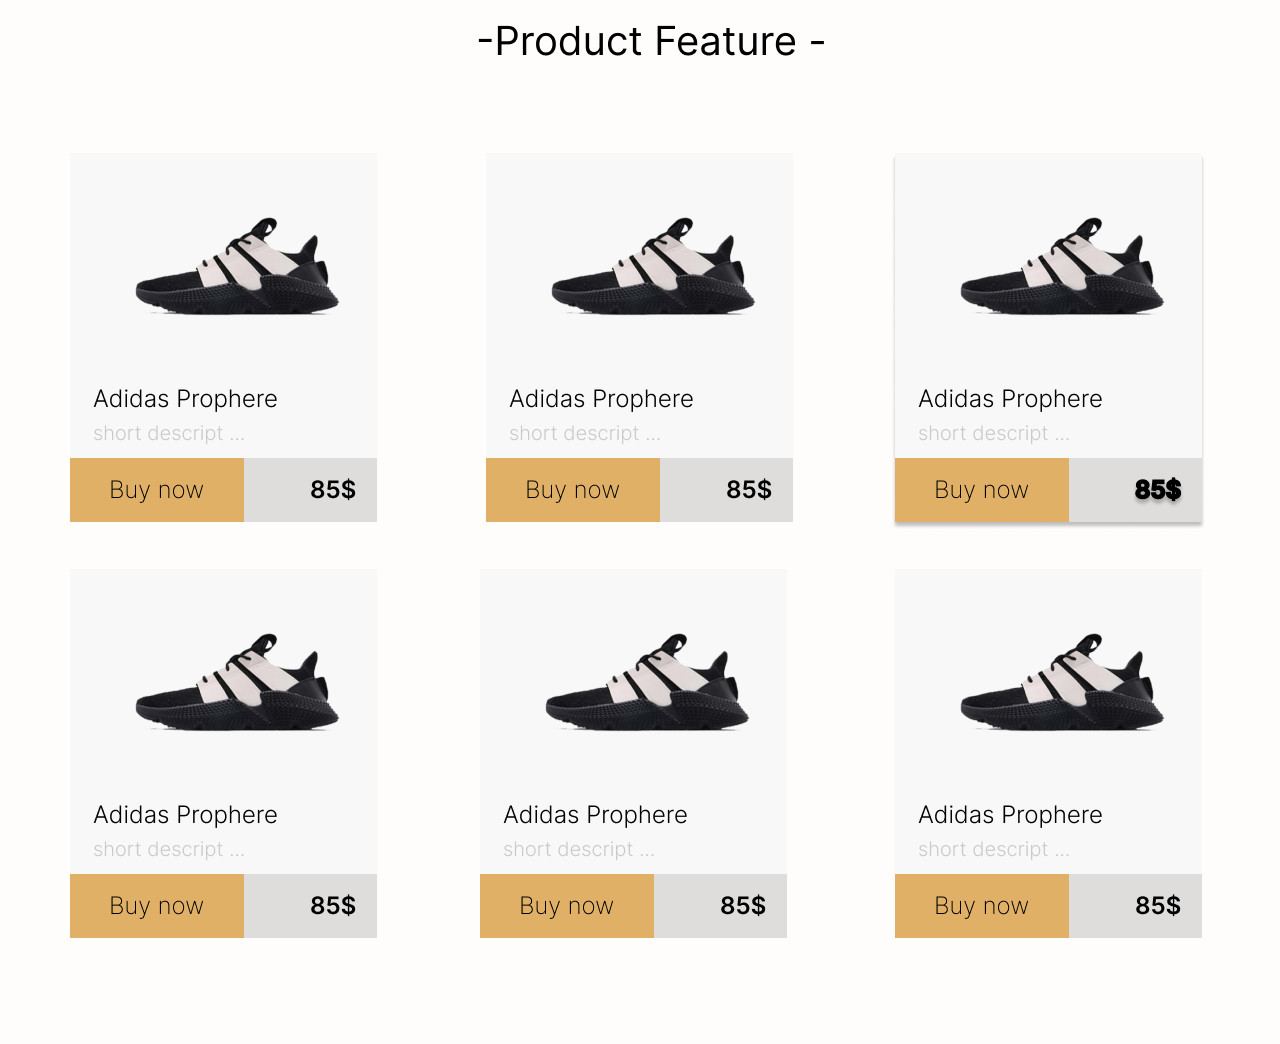 -Product Feature -
Adidas Prophere
short descript ...
Buy now
85$
Adidas Prophere
short descript ...
Buy now
85$
Adidas Prophere
short descript ...
Buy now
85$
Adidas Prophere
short descript ...
Buy now
85$
Adidas Prophere
short descript ...
Buy now
85$
Adidas Prophere
short descript ...
Buy now
85$